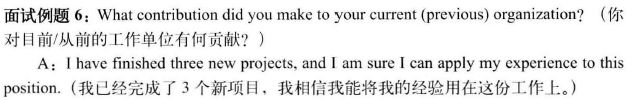 面试例题 6：What contribution did you make to your current (previous) organization? （你
对目前/从前的工作单位有何贡献？）
A：I have finished three new projects, and I am sure I can apply my experience to this
position.（我已经完成了 3 个新项目，我相信我能将我的经验用在这份工作上。）